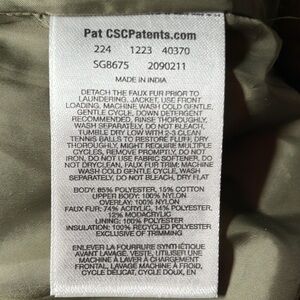 Pat CSCPatents.com
224 1223 40370
SG8675 2090211
MADE IN INDIA
DETACH THE FAUX FUR PRIOR TO
LAUNDERING. JACKET, USE FRONT
LOADING, MACHINE WASH COLD GENTLE,
GENTLE CYCLE, DOWN DETERGENT
RECOMMENDED, RINSE THOROUGHLY,
WASH SEPARATELY, DO NOT BLEACH,
TUMBLE DRY LOW WITH 2-3 CLEAN
TENNIS BALLS TO RESTORE FLUFF, DRY
THOROUGHLY, MIGHT REQUIRE MULTIPLE
CYCLES, REMOVE PROMPTLY, DO NOT
IRON, DO NOT USE FABRIC SOFTENER, DO
NOT DRYCLEAN, FAUX FUR TRIM: MACHINE
WASH COLD GENTLE CYCLE, WASH
SEPARATELY, DO NOT BLEACH, DRY FLAT
BODY: 85% POLYESTER, 15% COTTON
UPPER BODY: 100% NYLON
OVERLAY: 100% NYLON
FAUX FUR: 74% ACRYLIC, 14% POLYESTER,
12% MODACRYLIC
LINING: 100% POLYESTER
INSULATION: 100% RECYCLED POLYESTER
EXCLUSIVE OF TRIMMING
ENLEVER LA FOURRURE SYNTHÉTIQUE
AVANT LAVAGE. VESTE, UTILISER UNE
MACHINE À LAVER À CHARGEMENT
FRONTAL, LAVAGE MACHINE À FROID,
CYCLE DÉLICAT, CYCLE DOUX, EN